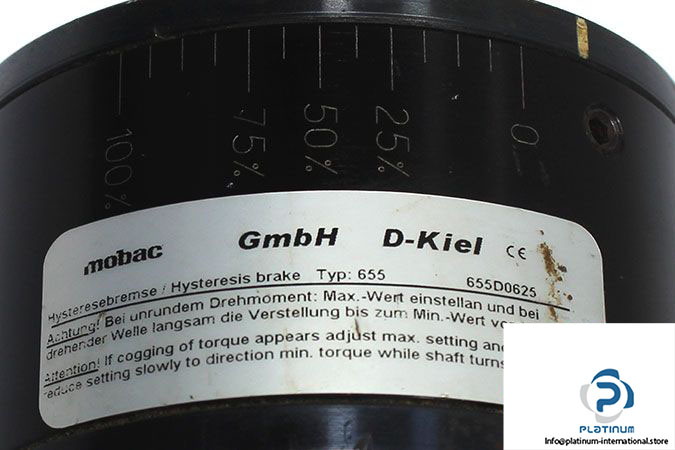 100% 75% 50% 25% 0
mobac GmbH D-Kiel CE
Hysteresebremse / Hysteresis brake Typ: 655 655D0625
Achtung! Bei unrundem Drehmoment: Max.-Wert einstellan und bei
drehender Welle langsam die Verstellung bis zum Min.-Wert
Attention! If cogging of torque appears adjust max. setting and
reduce setting slowly to direction min. torque while shaft turns
PLATINUM
INTERNATIONAL
Info@platinum-international.store